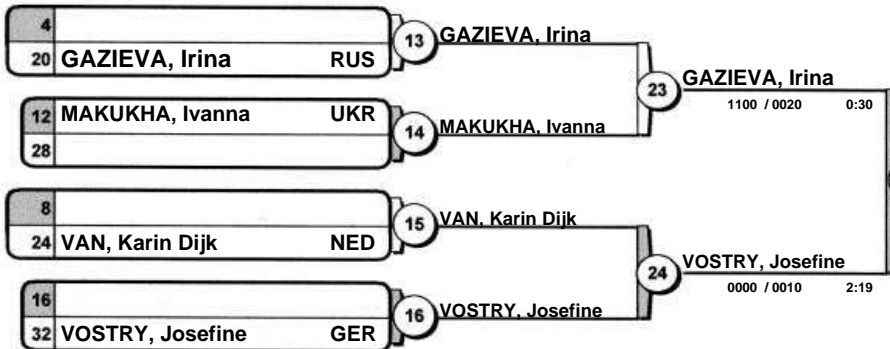 4
20 GAZIEVA, Irina RUS
13 GAZIEVA, Irina
23 GAZIEVA, Irina
1100 / 0020 0:30
12 MAKUKHA, Ivanna UKR
28
14 MAKUKHA, Ivanna
8
24 VAN, Karin Dijk NED
15 VAN, Karin Dijk
24 VOSTRY, Josefine
0000 / 0010 2:19
16
32 VOSTRY, Josefine GER
16 VOSTRY, Josefine